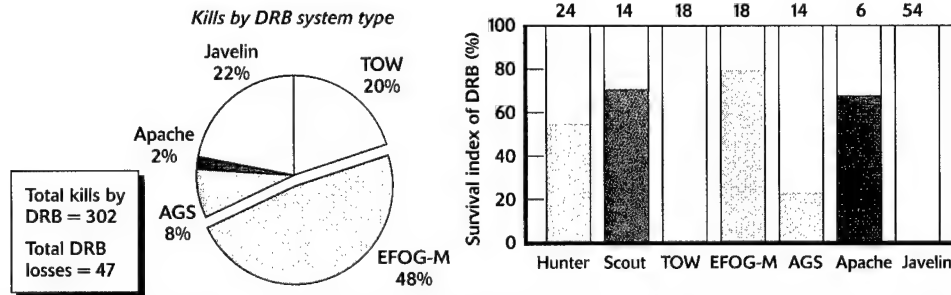 Kills by DRB system type
Javelin
22%
TOW
20%
Apache
2%
AGS
8%
EFOG-M
48%
Total kills by
DRB = 302
Total DRB
losses = 47
24 14 18 18 14 6 54
Survival index of DRB (%)
100
80
60
40
20
0
Hunter Scout TOW EFOG-M AGS Apache Javelin